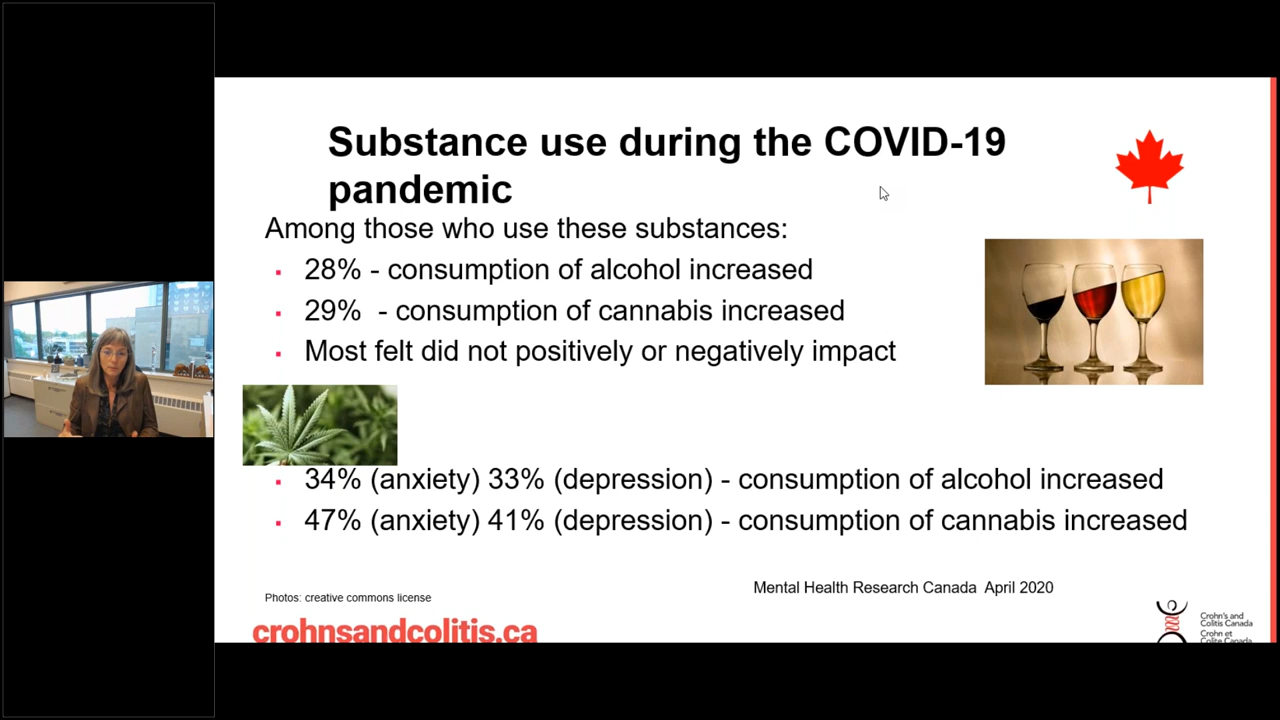 Substance use during the COVID-19
pandemic
Among those who use these substances:
▪ 28% - consumption of alcohol increased
▪ 29%  - consumption of cannabis increased
▪ Most felt did not positively or negatively impact
▪ 34% (anxiety) 33% (depression) - consumption of alcohol increased
▪ 47% (anxiety) 41% (depression) - consumption of cannabis increased
Mental Health Research Canada  April 2020
Photos: creative commons license
crohnsandcolitis.ca
Crohn's and
Colitis Canada
Crohn et
Colite Canada